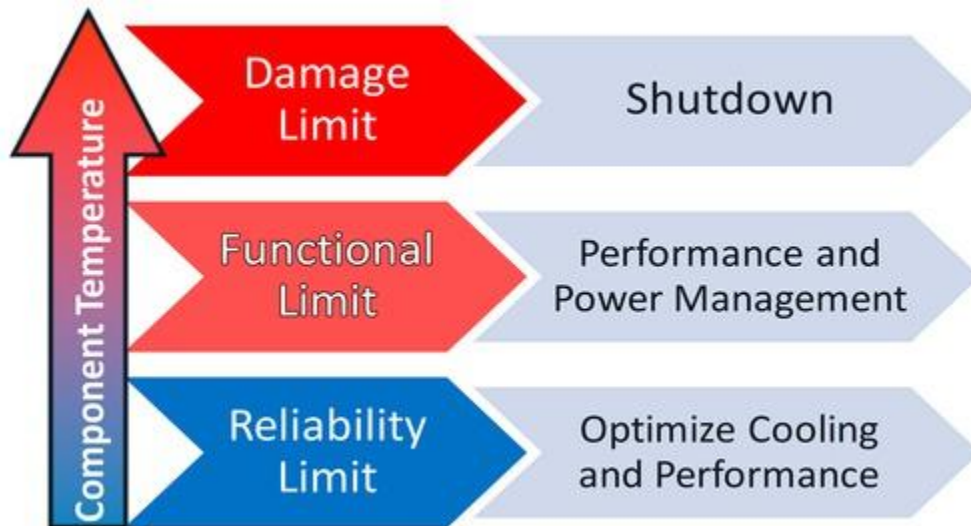 Component Temperature
Damage
Limit
Shutdown
Functional
Limit
Performance and
Power Management
Reliability
Limit
Optimize Cooling
and Performance